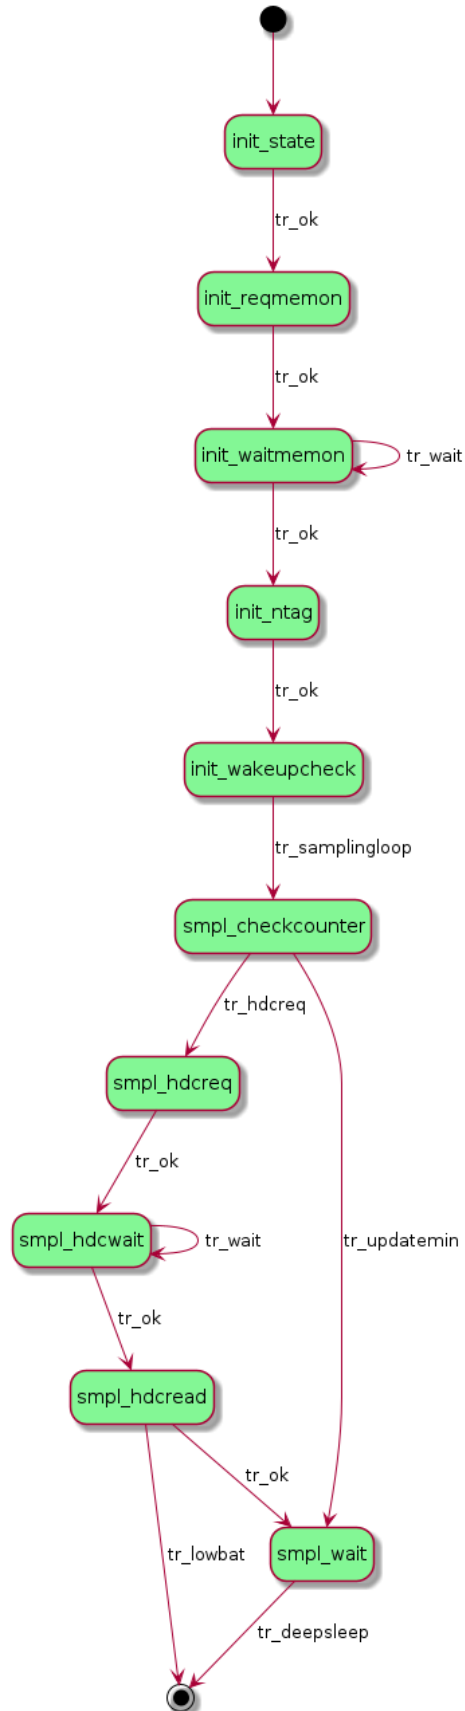 init_state
tr_ok
init_reqmemon
tr_ok
init_waitmemon
tr_wait
tr_ok
init_ntag
tr_ok
init_wakeupcheck
tr_samplingloop
smpl_checkcounter
tr_hdcreq
smpl_hdcreq
tr_ok
smpl_hdcwait
tr_wait
tr_updatemin
tr_ok
smpl_hdcread
tr_ok
tr_lowbat
smpl_wait
tr_deepsleep